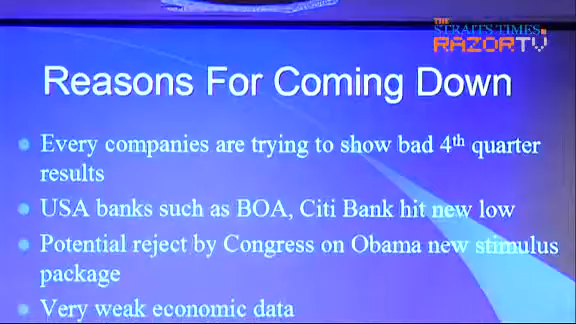 THE STRAITS TIMES
RAZORTV
Reasons For Coming Down
Every companies are trying to show bad 4th quarter
results
USA banks such as BOA, Citi Bank hit new low
Potential reject by Congress on Obama new stimulus
package
Very weak economic data